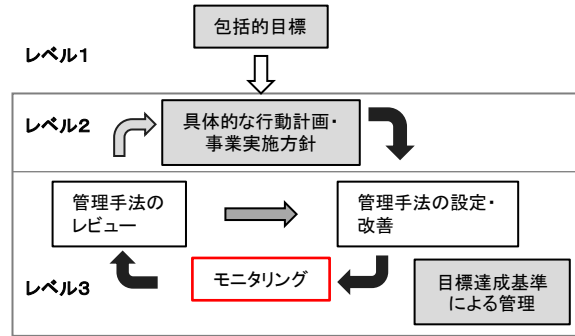 包括的目標
レベル1
レベル2
具体的な行動計画・
事業実施方針
管理手法の
レビュー
管理手法の設定・
改善
モニタリング
レベル3
目標達成基準
による管理